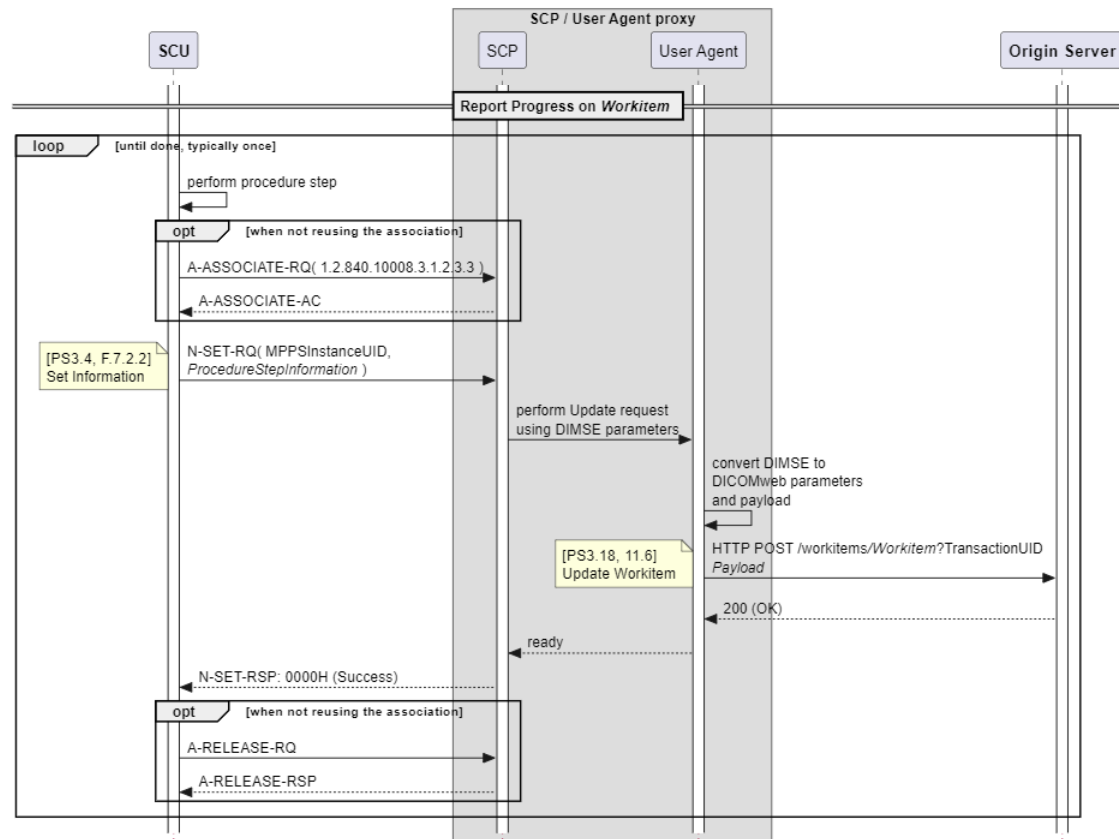 SCP / User Agent proxy
SCU
SCP
User Agent
Origin Server
Report Progress on Workitem
loop
[until done, typically once]
perform procedure step
opt
[when not reusing the association]
A-ASSOCIATE-RQ( 1.2.840.10008.3.1.2.3.3 )
A-ASSOCIATE-AC
[PS3.4, F.7.2.2]
Set Information
N-SET-RQ( MPPSInstanceUID,
ProcedureStepInformation )
perform Update request
using DIMSE parameters
convert DIMSE to
DICOMweb parameters
and payload
[PS3.18, 11.6]
Update Workitem
HTTP POST /workitems/Workitem?TransactionUID
Payload
200 (OK)
ready
N-SET-RSP: 0000H (Success)
opt
[when not reusing the association]
A-RELEASE-RQ
A-RELEASE-RSP